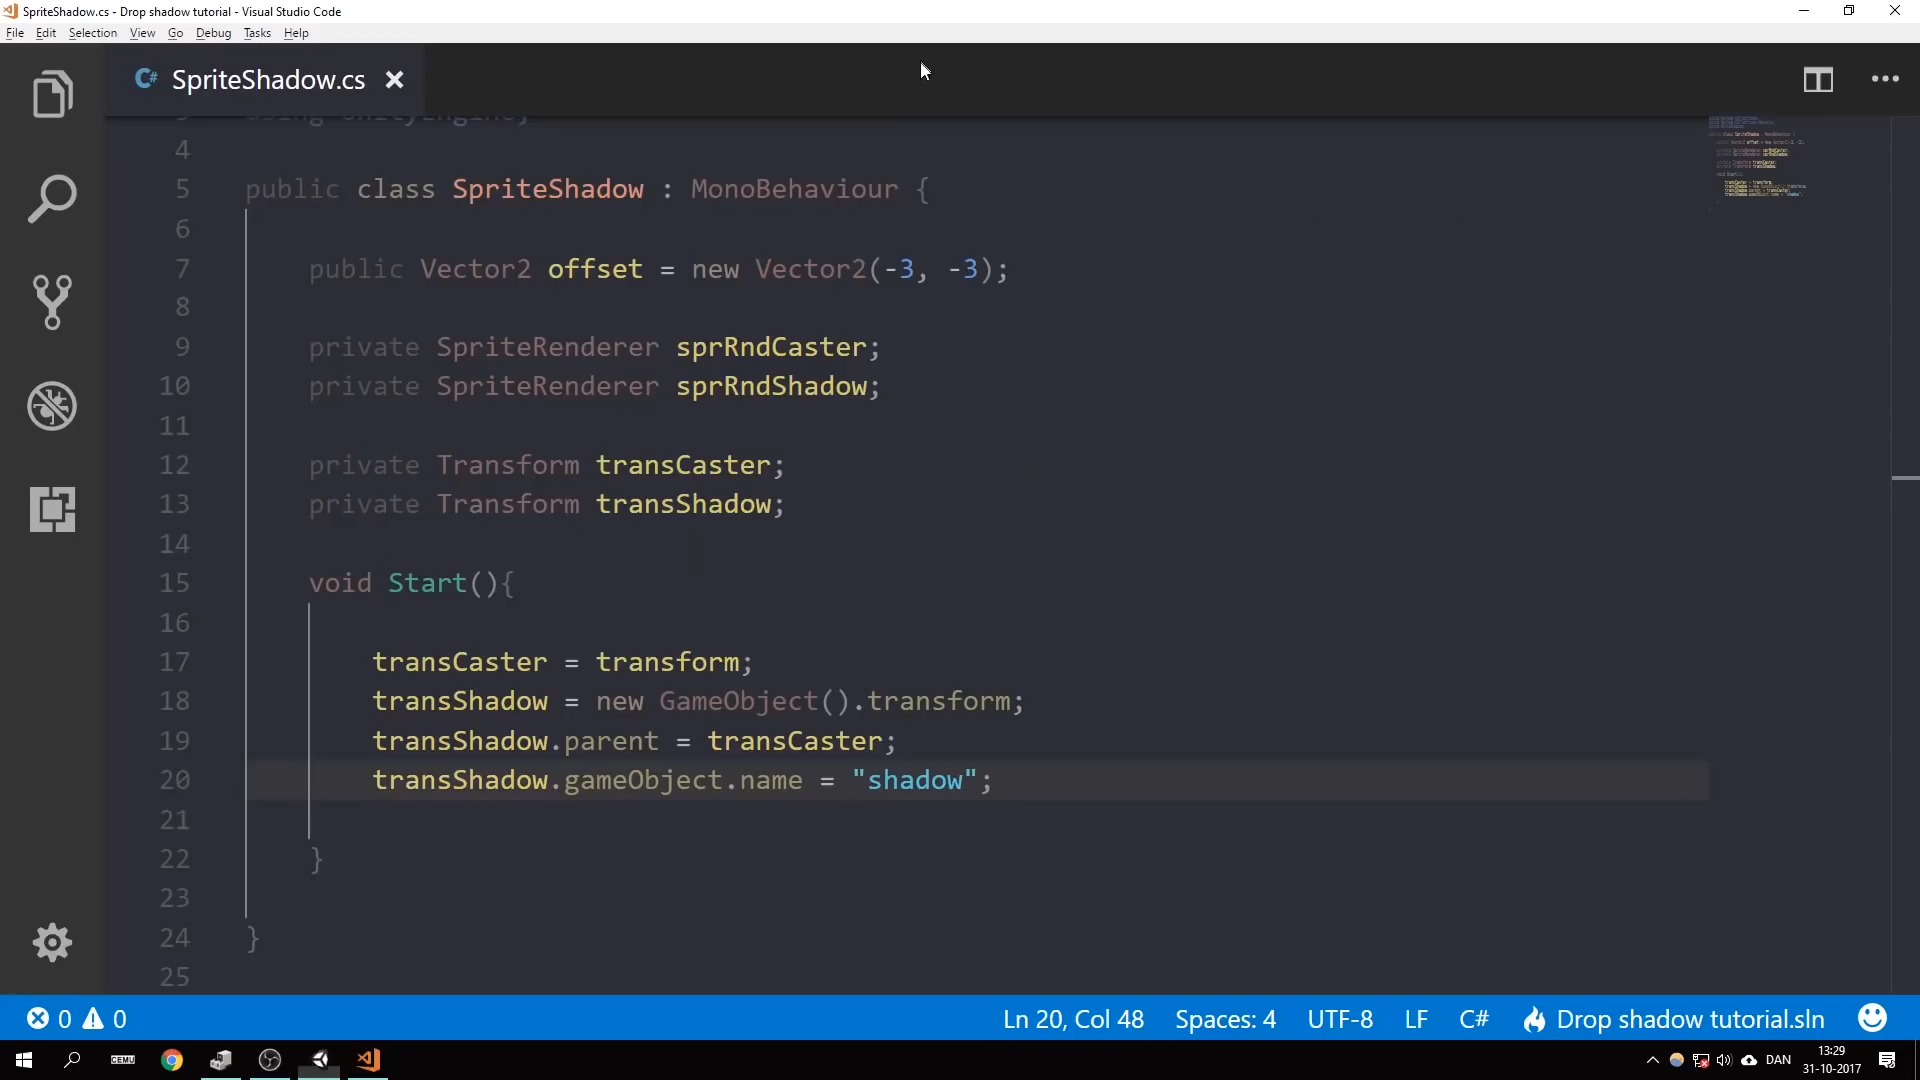 SpriteShadow.cs - Drop shadow tutorial - Visual Studio Code
File Edit Selection View Go Debug Tasks Help
C# SpriteShadow.cs
3 using UnityEngine;
4
5 public class SpriteShadow : MonoBehaviour {
6
7 public Vector2 offset = new Vector2(-3, -3);
8
9 private SpriteRenderer sprRndCaster;
10 private SpriteRenderer sprRndShadow;
11
12 private Transform transCaster;
13 private Transform transShadow;
14
15 void Start(){
16
17 transCaster = transform;
18 transShadow = new GameObject().transform;
19 transShadow.parent = transCaster;
20 transShadow.gameObject.name = "shadow";
21
22 }
23
24 }
25
0 0 Ln 20, Col 48 Spaces: 4 UTF-8 LF C# Drop shadow tutorial.sln
CEMU DAN 13:29
31-10-2017